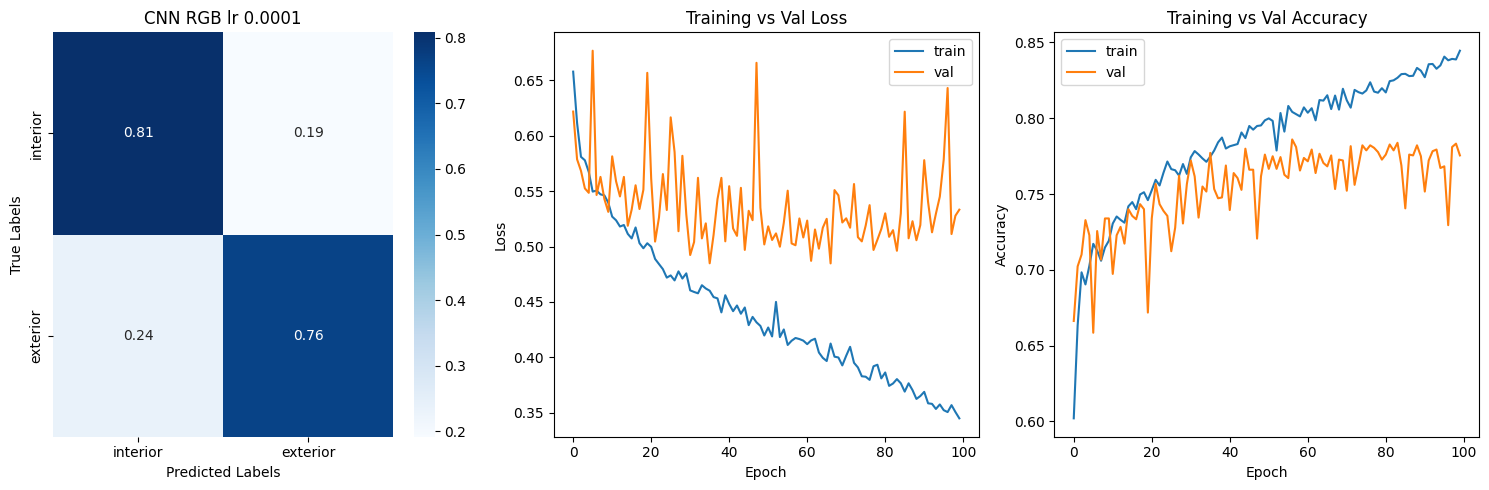 CNN RGB lr 0.0001
True Labels
interior
exterior
0.81
0.19
0.24
0.76
interior
exterior
Predicted Labels
0.8
0.7
0.6
0.5
0.4
0.3
0.2
Training vs Val Loss
train
val
Loss
0.65
0.60
0.55
0.50
0.45
0.40
0.35
0
20
40
60
80
100
Epoch
Training vs Val Accuracy
train
val
Accuracy
0.85
0.80
0.75
0.70
0.65
0.60
0
20
40
60
80
100
Epoch